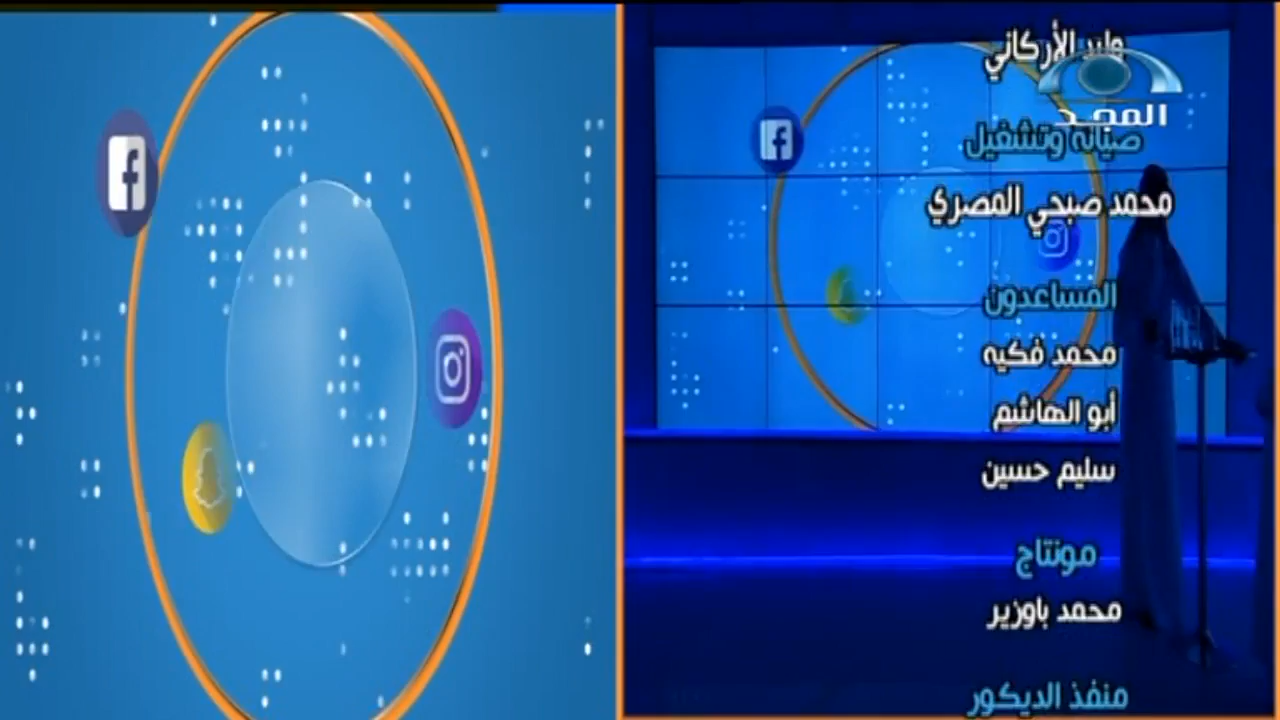 الأركاني
المجد
صيانة وتشغيل
محمد صبحي المصري
المساعدون
محمد فكيه
أبو الهاشم
سليم حسين
مونتاج
محمد باوزير
منفذ الديكور